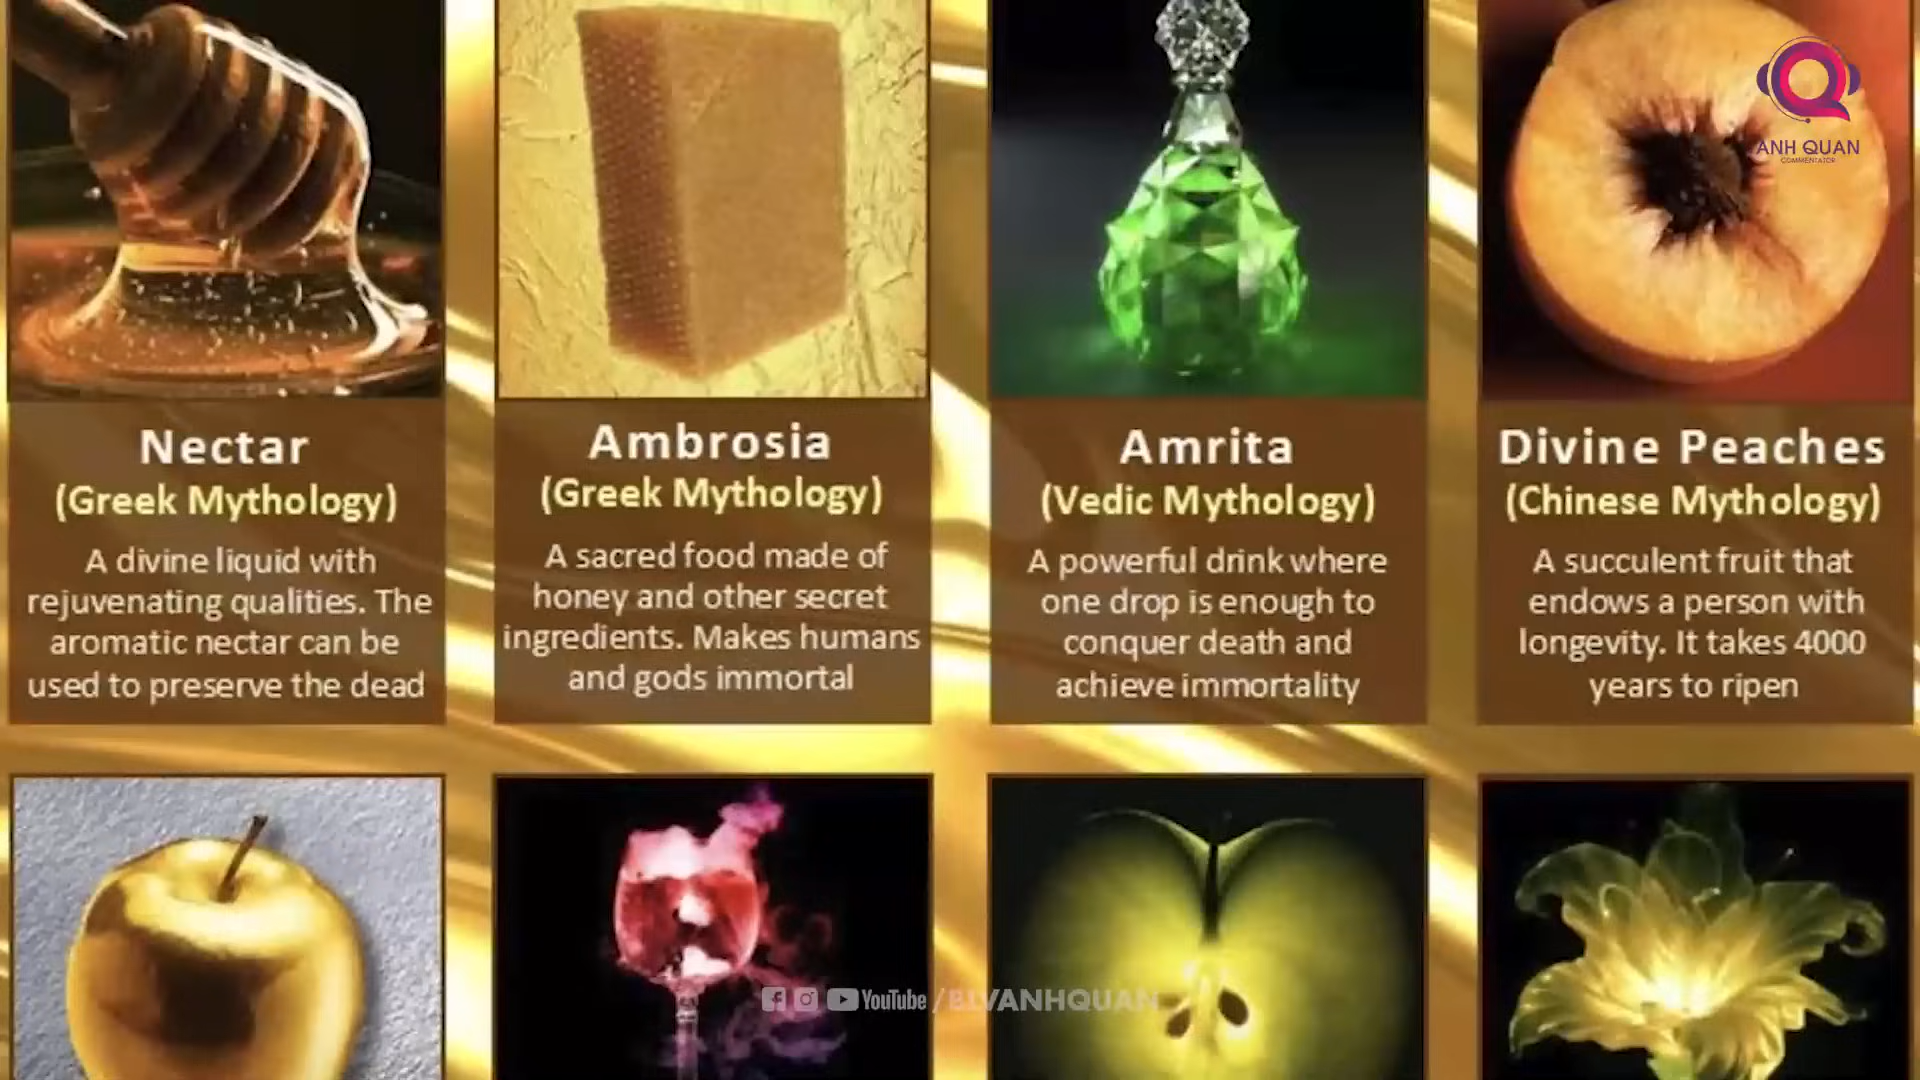 ANH QUAN
COMMENTATOR
Nectar
(Greek Mythology)
A divine liquid with
rejuvenating qualities. The
aromatic nectar can be
used to preserve the dead
Ambrosia
(Greek Mythology)
A sacred food made of
honey and other secret
ingredients. Makes humans
and gods immortal
Amrita
(Vedic Mythology)
A powerful drink where
one drop is enough to
conquer death and
achieve immortality
Divine Peaches
(Chinese Mythology)
A succulent fruit that
endows a person with
longevity. It takes 4000
years to ripen
YouTube / BLVANHQUAN